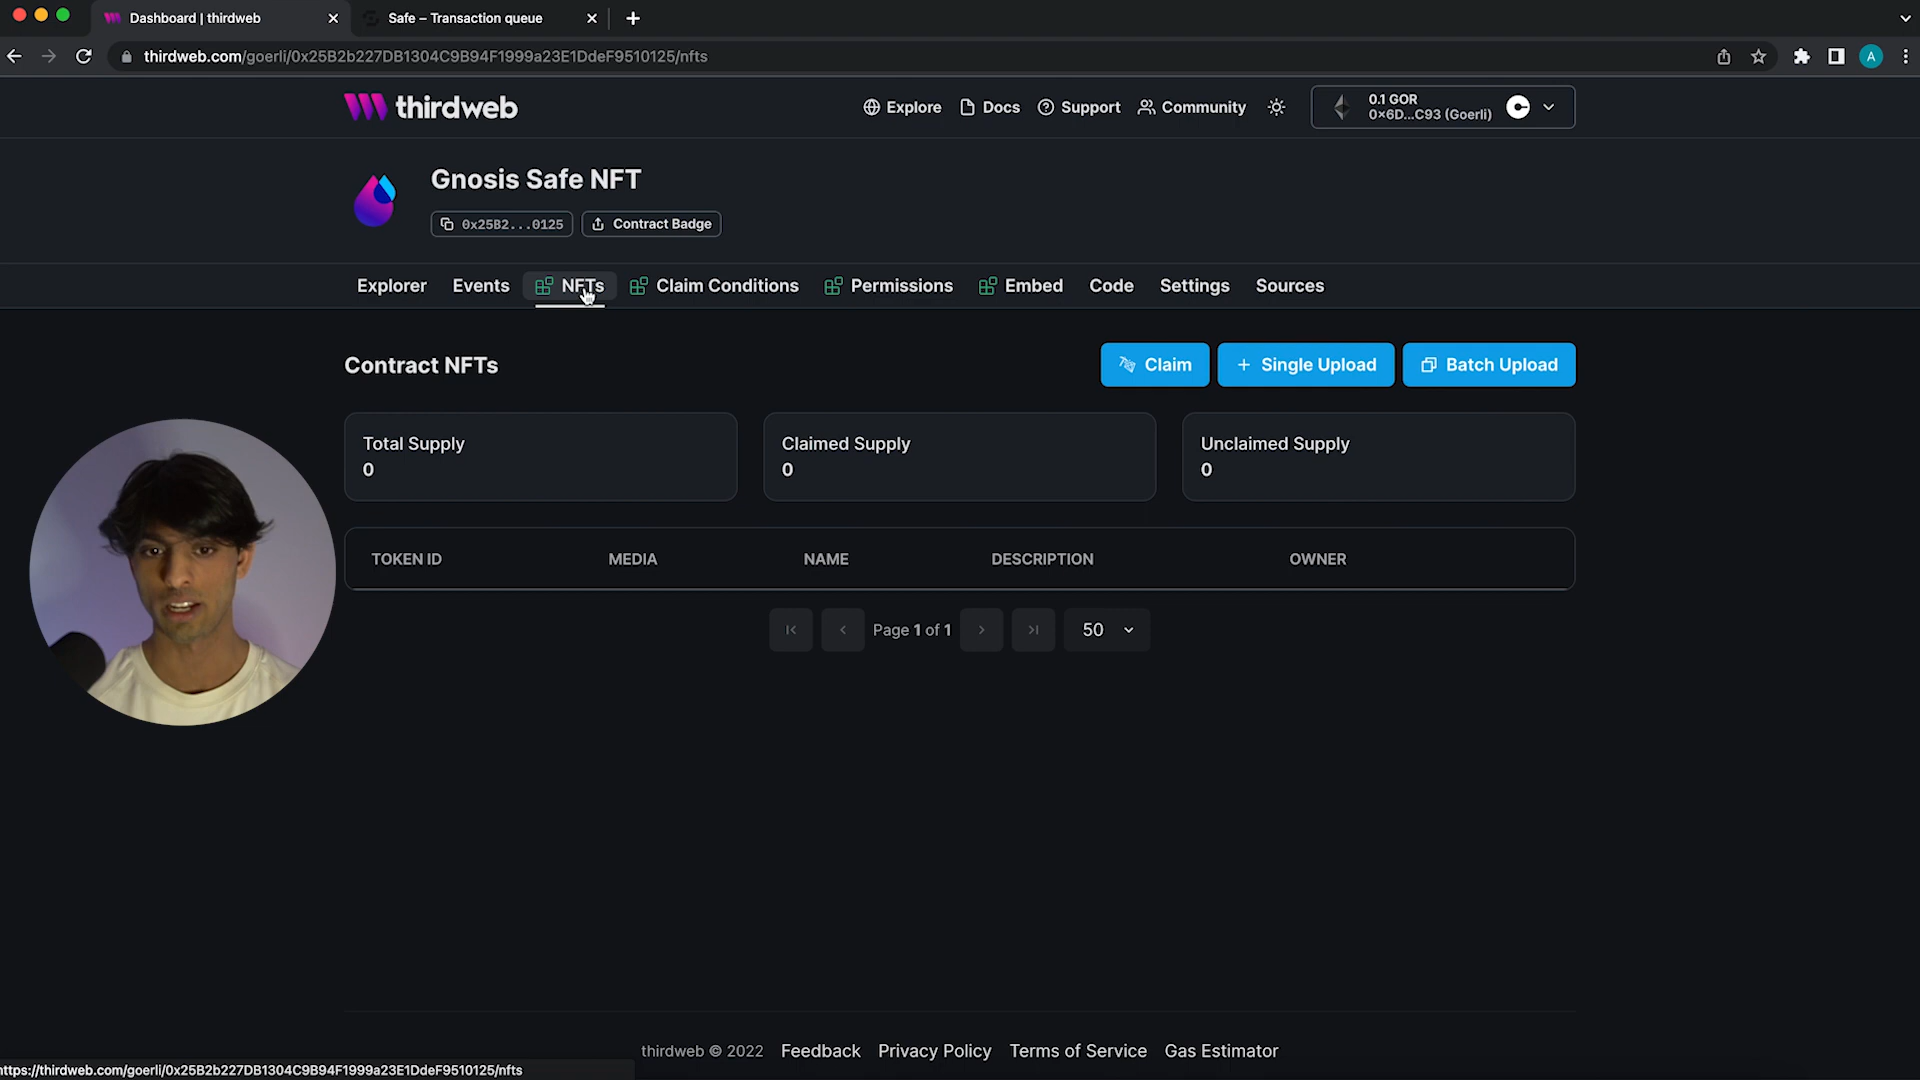 Dashboard | thirdweb
Safe – Transaction queue
thirdweb.com/goerli/0x25B2b227DB1304C9B94F1999a23E1DdeF9510125/nfts
A
thirdweb
Explore
Docs
Support
Community
0.1 GOR
0×6D...C93 (Goerli)
Gnosis Safe NFT
0x25B2...0125
Contract Badge
Explorer
Events
NFTs
Claim Conditions
Permissions
Embed
Code
Settings
Sources
Contract NFTs
Claim
Single Upload
Batch Upload
Total Supply
0
Claimed Supply
0
Unclaimed Supply
0
TOKEN ID
MEDIA
NAME
DESCRIPTION
OWNER
Page 1 of 1
50
thirdweb © 2022
Feedback
Privacy Policy
Terms of Service
Gas Estimator
https://thirdweb.com/goerli/0x25B2b227DB1304C9B94F1999a23E1DdeF9510125/nfts